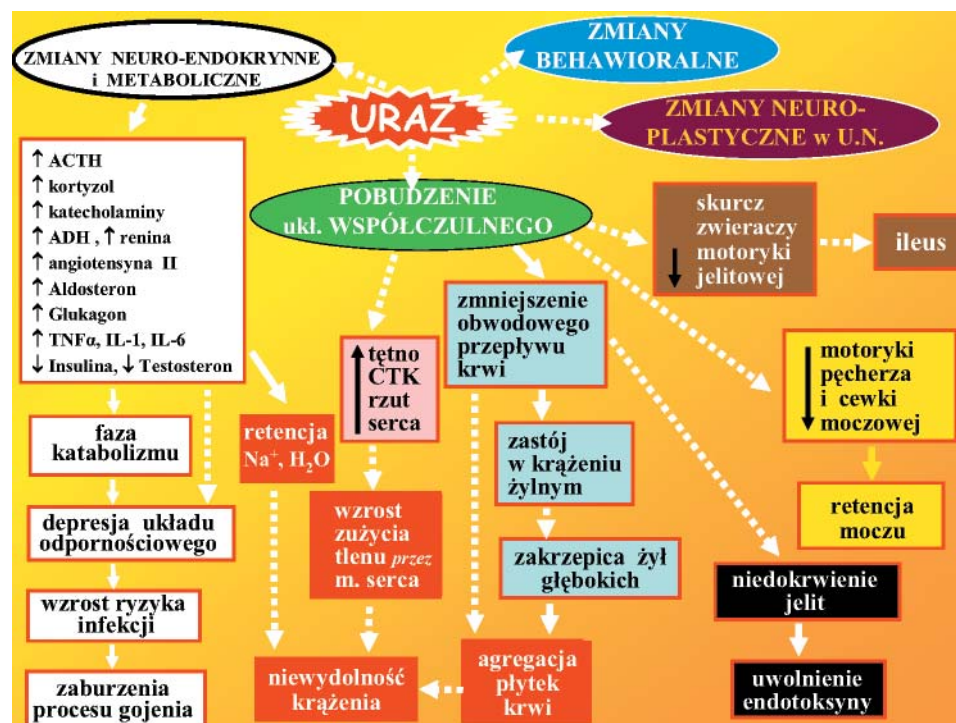 ZMIANY NEURO-ENDOKRYNNE
i METABOLICZNE
ZMIANY
BEHAWIORALNE
URAZ
ZMIANY NEURO-
PLASTYCZNE w U.N.
↑ ACTH
↑ kortyzol
↑ katecholaminy
↑ ADH , ↑ renina
↑ angiotensyna II
↑ Aldosteron
↑ Glukagon
↑ TNFα, IL-1, IL-6
↓ Insulina, ↓ Testosteron
POBUDZENIE
ukł. WSPÓŁCZULNEGO
skurcz
zwieraczy
↓ motoryki
jelitowej
ileus
zmniejszenie
obwodowego
przepływu
krwi
↑ tętno
CTK
rzut
serca
↓ motoryki
pęcherza
i cewki
moczowej
faza
katabolizmu
retencja
Na⁺, H₂O
zastój
w krążeniu
żylnym
retencja
moczu
depresja układu
odpornościowego
wzrost
zużycia
tlenu przez
m. serca
zakrzepica żył
głębokich
niedokrwienie
jelit
wzrost ryzyka
infekcji
zaburzenia
procesu gojenia
niewydolność
krążenia
agregacja
płytek
krwi
uwolnienie
endotoksyny